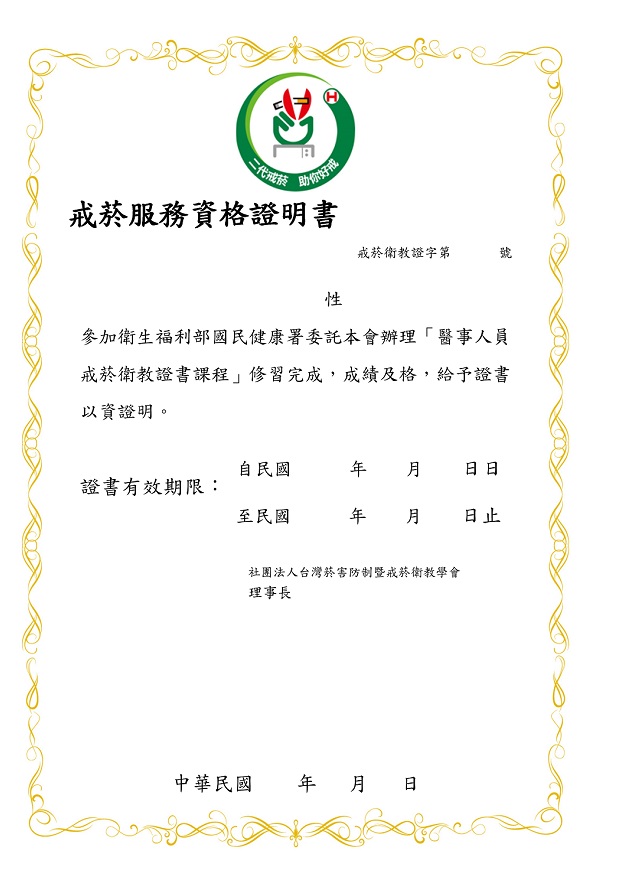 H
二代戒菸 助你好戒
戒菸服務資格證明書
戒菸衛教證字第 號
性
參加衛生福利部國民健康署委託本會辦理「醫事人員
戒菸衛教證書課程」修習完成，成績及格，給予證書
以資證明。
證書有效期限：
自民國 年 月 日日
至民國 年 月 日止
社團法人台灣菸害防制暨戒菸衛教學會
理事長
中華民國 年 月 日